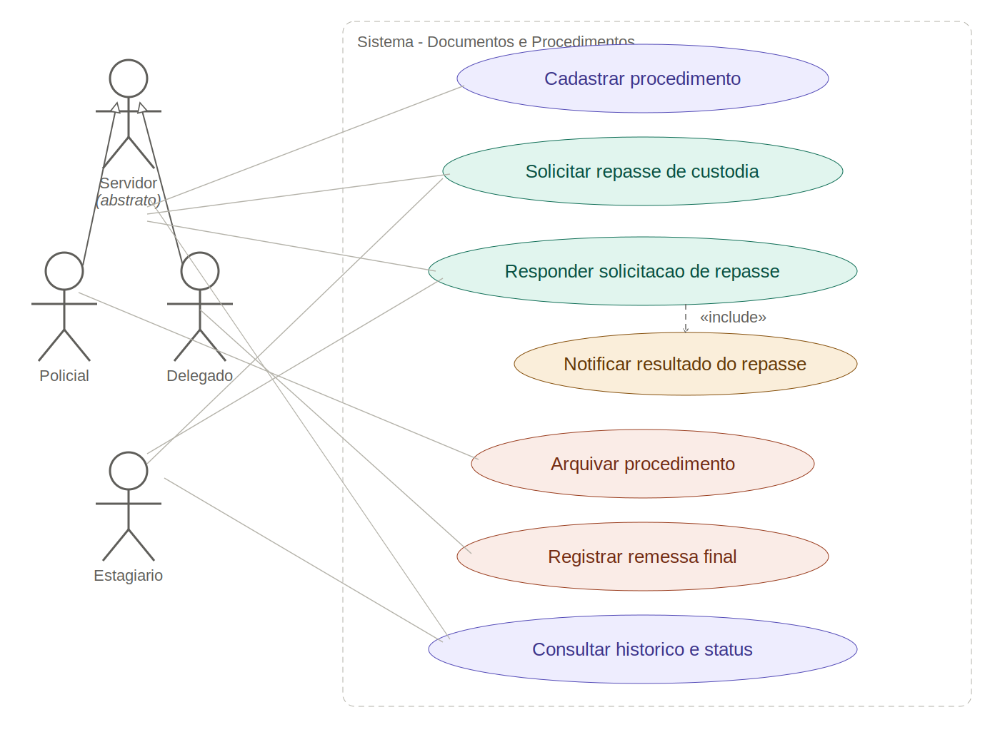 Sistema - Documentos e Procedimentos
Cadastrar procedimento
Solicitar repasse de custodia
Servidor
(abstrato)
Responder solicitacao de repasse
«include»
Notificar resultado do repasse
Policial
Delegado
Arquivar procedimento
Registrar remessa final
Estagiario
Consultar historico e status